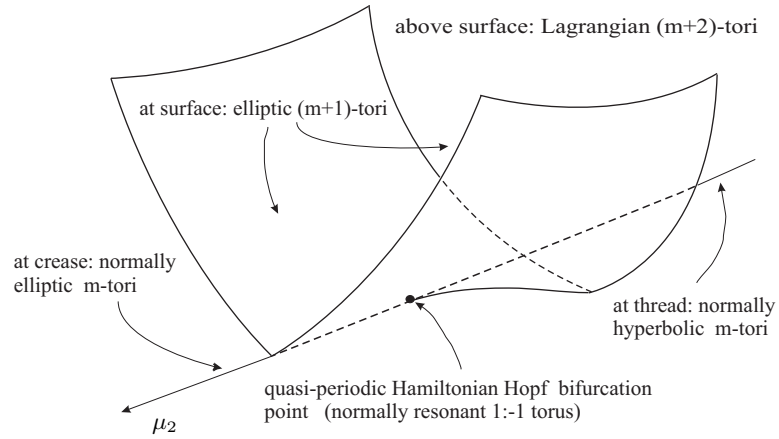 above surface: Lagrangian (m+2)-tori
at surface: elliptic (m+1)-tori
at crease: normally
elliptic m-tori
at thread: normally
hyperbolic m-tori
quasi-periodic Hamiltonian Hopf bifurcation
point (normally resonant 1:-1 torus)
μ₂